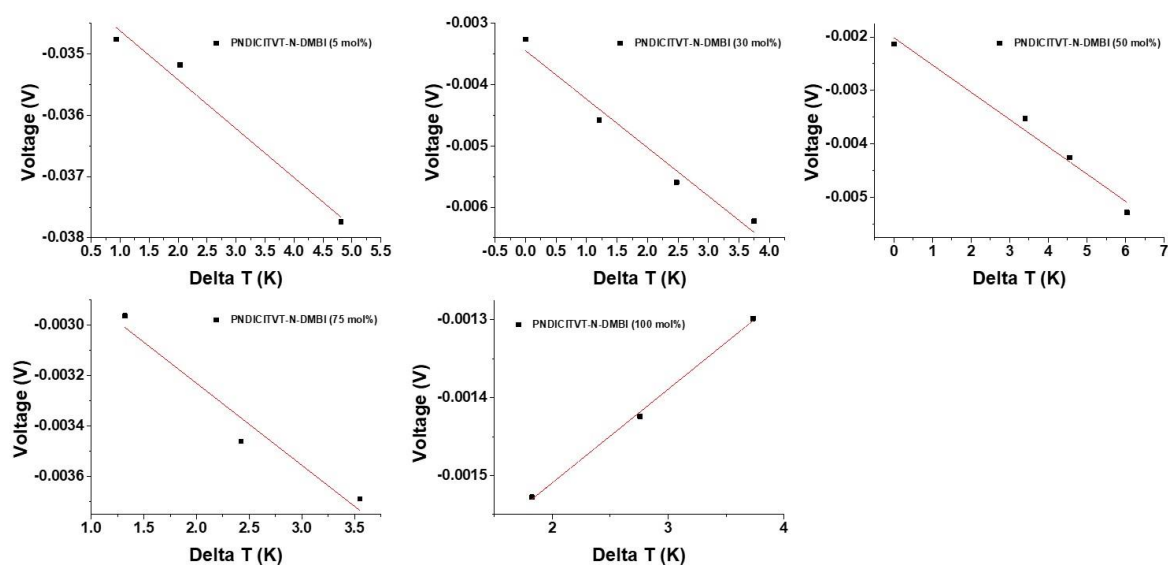 PNDICITVT-N-DMBI (5 mol%)
-0.035
-0.036
-0.037
-0.038
Voltage (V)
0.5 1.0 1.5 2.0 2.5 3.0 3.5 4.0 4.5 5.0 5.5
Delta T (K)
PNDICITVT-N-DMBI (30 mol%)
-0.003
-0.004
-0.005
-0.006
Voltage (V)
-0.5 0.0 0.5 1.0 1.5 2.0 2.5 3.0 3.5 4.0
Delta T (K)
PNDICITVT-N-DMBI (50 mol%)
-0.002
-0.003
-0.004
-0.005
Voltage (V)
0 1 2 3 4 5 6 7
Delta T (K)
PNDICITVT-N-DMBI (75 mol%)
-0.0030
-0.0032
-0.0034
-0.0036
Voltage (V)
1.0 1.5 2.0 2.5 3.0 3.5
Delta T (K)
PNDICITVT-N-DMBI (100 mol%)
-0.0013
-0.0014
-0.0015
Voltage (V)
2 3 4
Delta T (K)